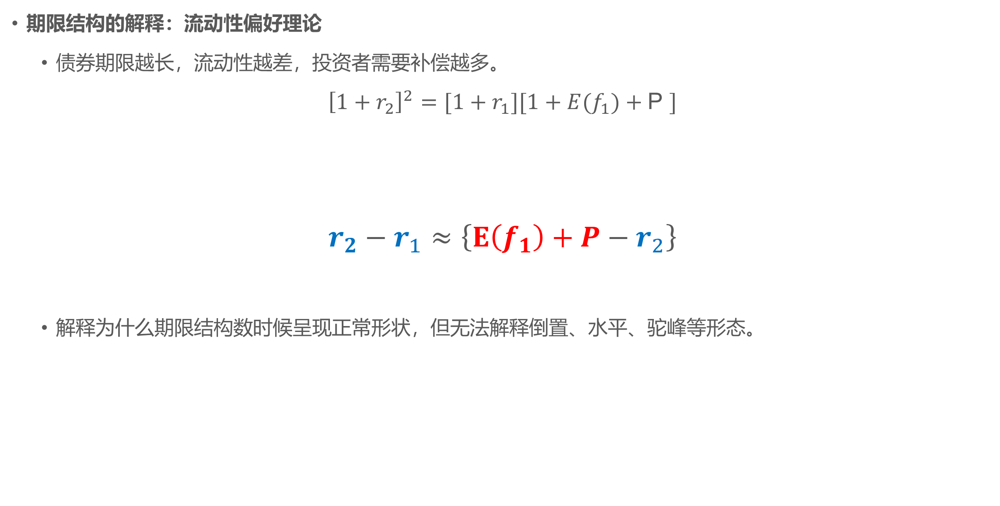 • 期限结构的解释：流动性偏好理论
• 债券期限越长，流动性越差，投资者需要补偿越多。
[1 + r₂]² = [1 + r₁][1 + E(f₁) + P ]
r₂ − r₁ ≈ {E(f₁) + P − r₂}
• 解释为什么期限结构数时候呈现正常形状，但无法解释倒置、水平、驼峰等形态。